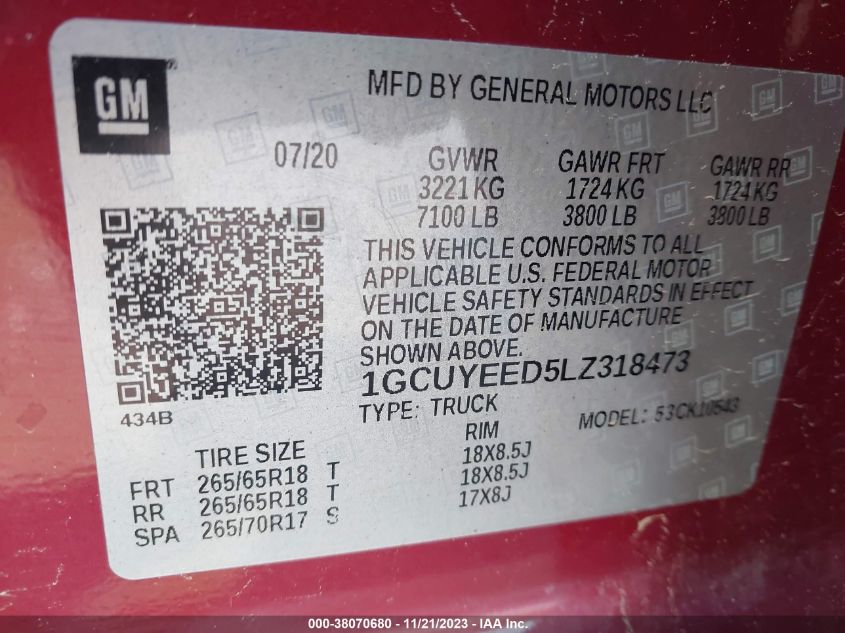 GM
MFD BY GENERAL MOTORS LLC
07/20
GVWR GAWR FRT GAWR RR
3221 KG 1724 KG 1724 KG
7100 LB 3800 LB 3800 LB
THIS VEHICLE CONFORMS TO ALL
APPLICABLE U.S. FEDERAL MOTOR
VEHICLE SAFETY STANDARDS IN EFFECT
ON THE DATE OF MANUFACTURE
SHOWN ABOVE.
1GCUYEED5LZ318473
434B
TYPE: TRUCK MODEL: 53CK10543
TIRE SIZE RIM
FRT 265/65R18 T 18X8.5J
RR 265/65R18 T 18X8.5J
SPA 265/70R17 S 17X8J
000-38070680 - 11/21/2023 - IAA Inc.